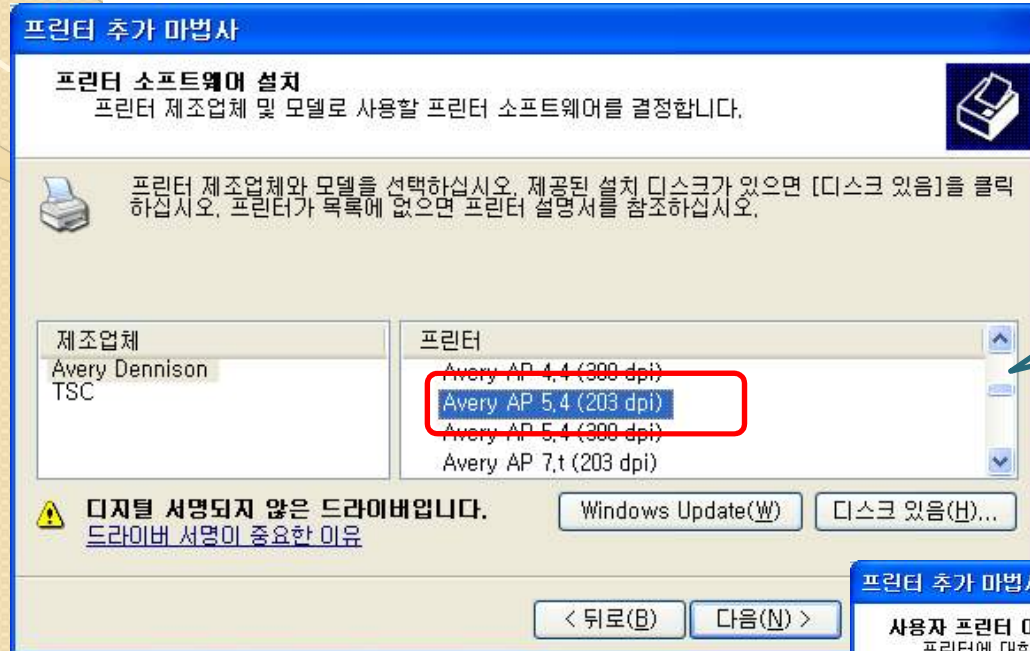 프린터 추가 마법사
프린터 소프트웨어 설치
프린터 제조업체 및 모델로 사용할 프린터 소프트웨어를 결정합니다.
프린터 제조업체와 모델을 선택하십시오. 제공된 설치 디스크가 있으면 [디스크 있음]을 클릭
하십시오. 프린터가 목록에 없으면 프린터 설명서를 참조하십시오.
제조업체
Avery Dennison
TSC
프린터
Avery AP 4.4 (300 dpi)
Avery AP 5.4 (203 dpi)
Avery AP 5.4 (300 dpi)
Avery AP 7.t (203 dpi)
디지털 서명되지 않은 드라이버입니다.
드라이버 서명이 중요한 이유
Windows Update(W)
디스크 있음(H)...
< 뒤로(B)
다음(N) >
프린터 추가 마법사
사용자 프린터
프린터에 대한